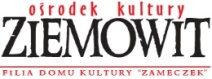 ośrodek kultury
ZIEMOWIT
FILIA DOMU KULTURY "ZAMECZEK"